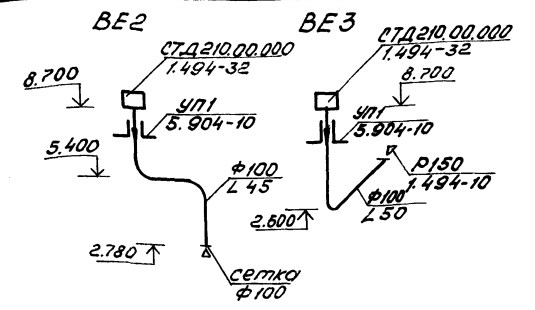 ВЕ2
СТД210.00.000
1.494-32
8.700
УП1
5.904-10
5.400
Ф100
L 45
2.780
сетка
Ф100
ВЕ3
СТД210.00.000
1.494-32
8.700
УП1
5.904-10
Р150
1.494-10
Ф100
L 50
2.600